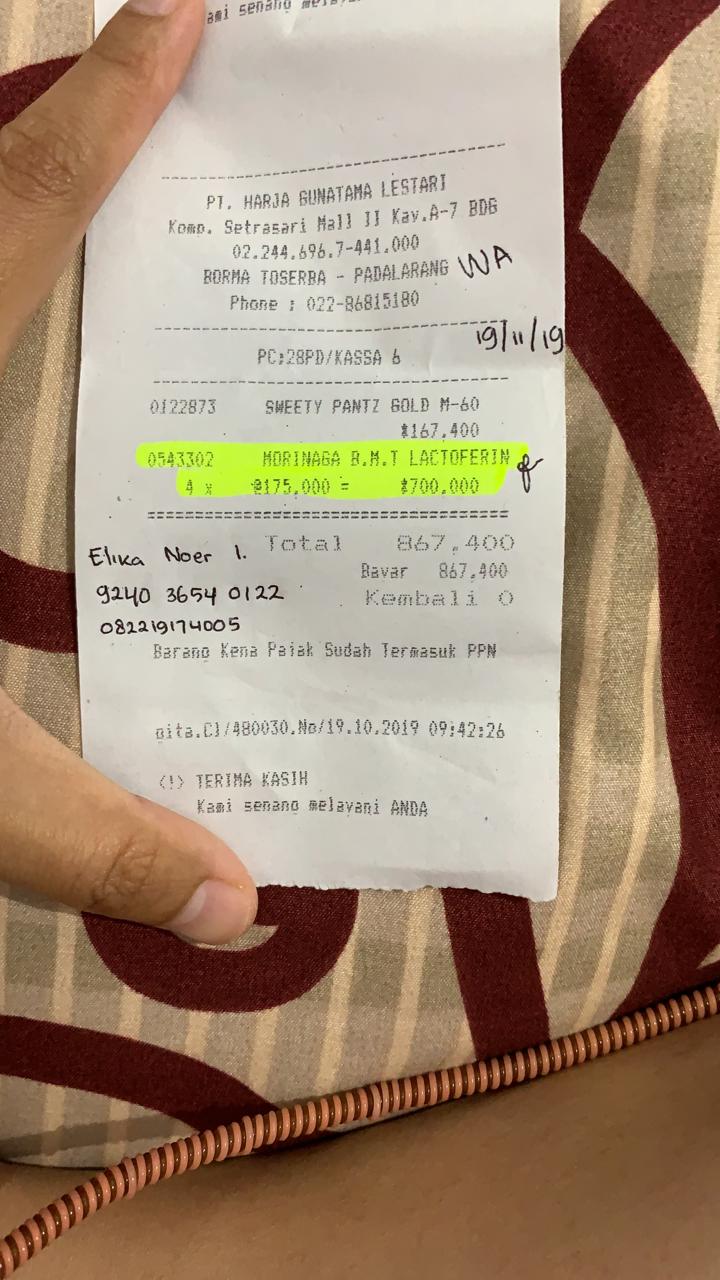 ami senang
PT. HARJA GUNATAMA LESTARI
Komp. Setrasari Mall II Kav.A-7 BDG
02.244.696.7-441.000
BORMA TOSERBA - PADALARANG WA
Phone : 022-86815180
19/11/19
PC:28PD/KASSA 6
0122873 SWEETY PANTZ GOLD M-60
167,400
0543302 MORINAGA B.M.T LACTOFERIN
4 x @175,000 = 700,000
Total 867,400
Elika Noer I.
Bayar 867,400
9240 3654 0122
Kembali 0
082219174005
Barang Kena Pajak Sudah Termasuk PPN
gita.Cl/480030.No/19.10.2019 09:42:26
(!) TERIMA KASIH
Kami senang melayani ANDA